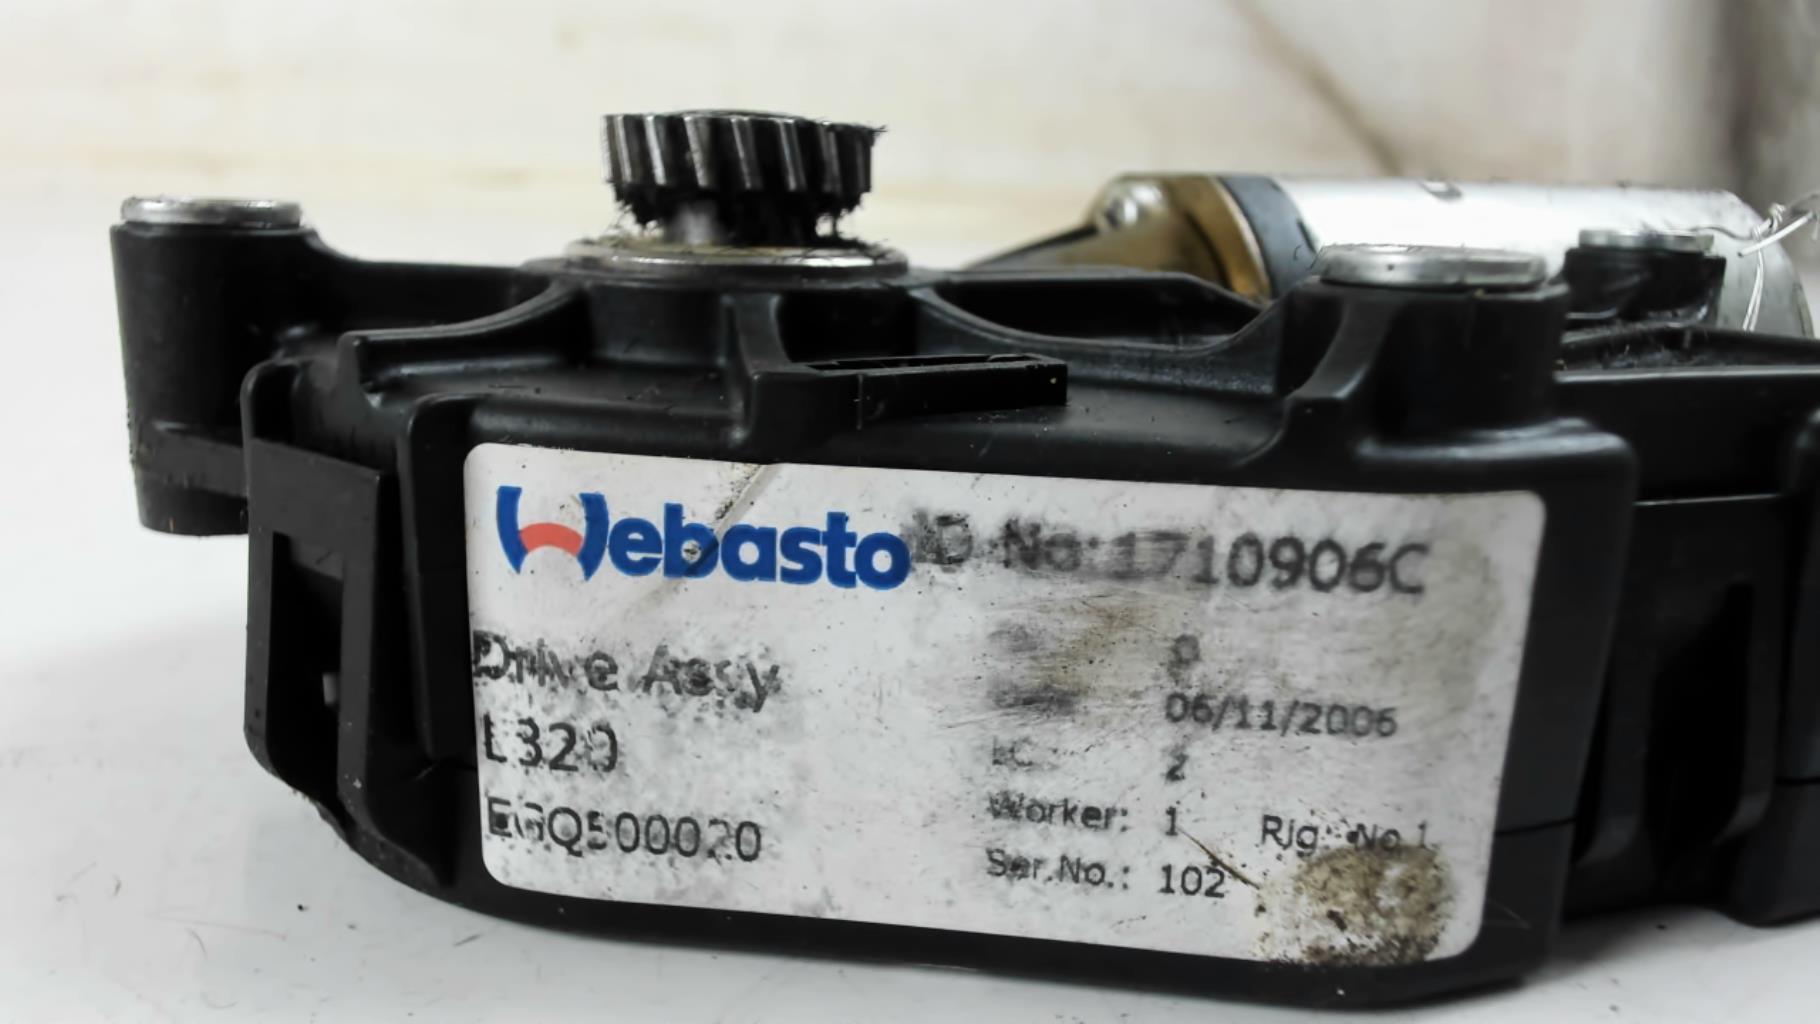 Webasto ID No:1710906C
Drive Assy
L320
06/11/2006
2
Worker: 1 Rig: No 1
EGQ500020
Ser.No.: 102